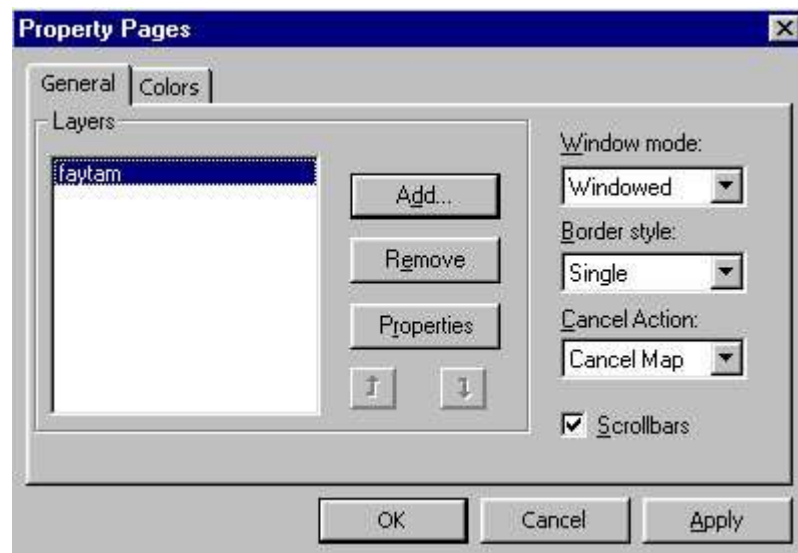 Property Pages
General
Colors
Layers
faytam
Add...
Remove
Properties
Window mode:
Windowed
Border style:
Single
Cancel Action:
Cancel Map
Scrollbars
OK
Cancel
Apply